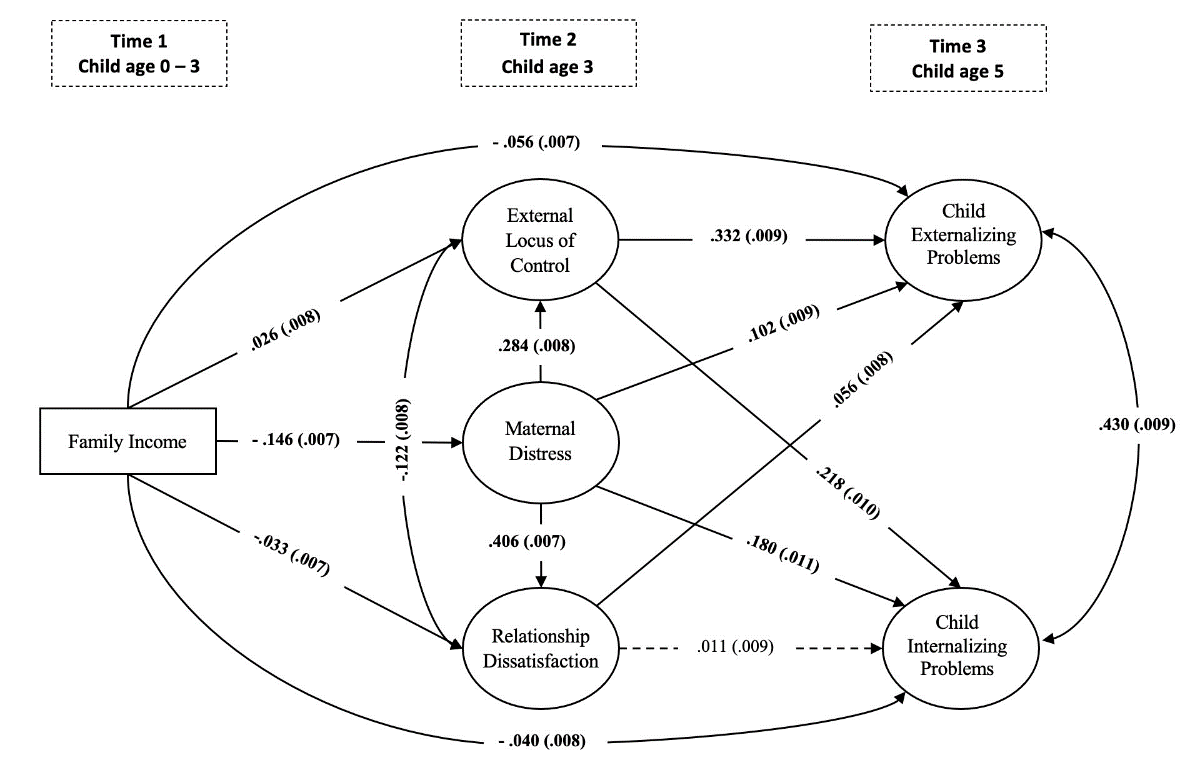 Time 1
Child age 0 – 3
Time 2
Child age 3
Time 3
Child age 5
- .056 (.007)
External
Locus of
Control
.332 (.009)
Child
Externalizing
Problems
.026 (.008)
.284 (.008)
.102 (.009)
.056 (.008)
Family Income
- .146 (.007)
-.122 (.008)
Maternal
Distress
.430 (.009)
.218 (.010)
-.033 (.007)
.406 (.007)
.180 (.011)
Relationship
Dissatisfaction
.011 (.009)
Child
Internalizing
Problems
- .040 (.008)